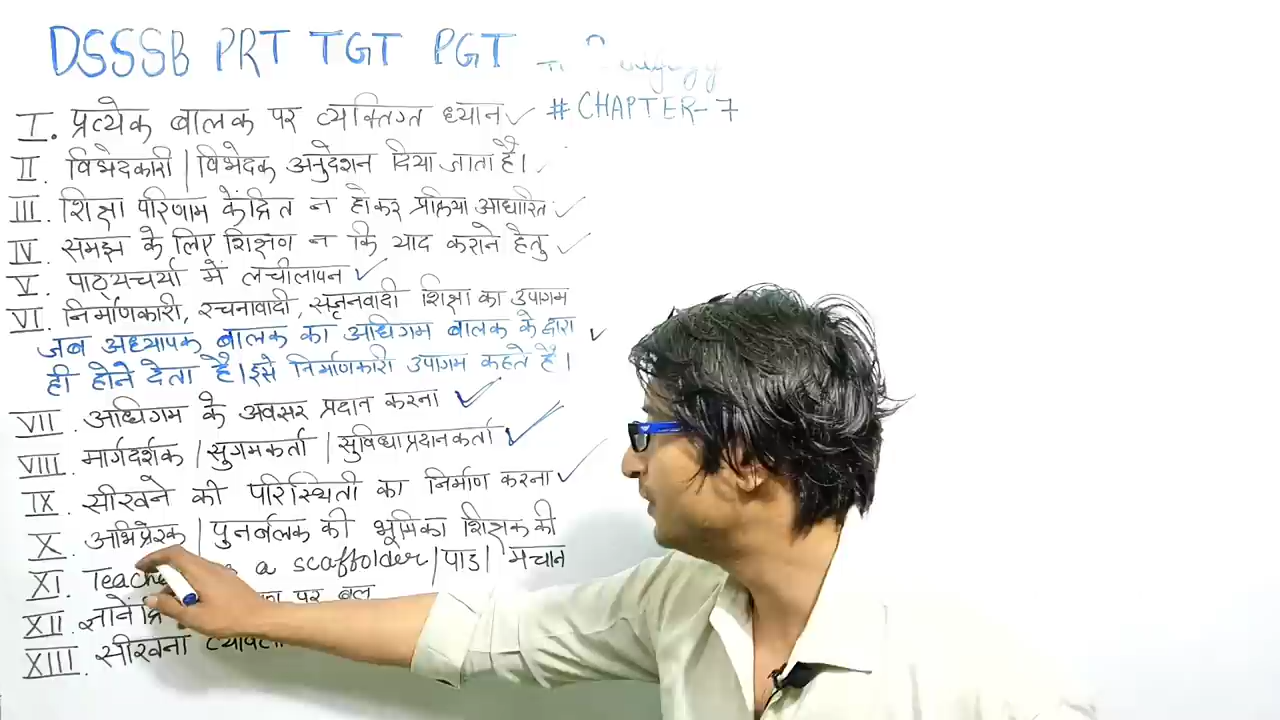 DSSSB PRT TGT PGT
# CHAPTER-7
I. प्रत्येक बालक पर व्यक्तिगत ध्यान ✓
II. विभेदकारी | विभेदक अनुदेशन दिया जाता है। ✓
III. शिक्षा परिणाम केंद्रित न होकर प्रक्रिया आधारित ✓
IV. समझ के लिए शिक्षण न कि याद कराने हेतु ✓
V. पाठ्यचर्या में लचीलापन ✓
VI. निर्माणकारी, रचनावादी, सृजनवादी शिक्षा का उपागम
जब अध्यापक बालक का अधिगम बालक के द्वारा ✓
ही होने देता है। इसे निर्माणकारी उपागम कहते है।
VII. अधिगम के अवसर प्रदान करना ✓
VIII. मार्गदर्शक | सुगमकर्ता | सुविधा प्रदानकर्ता ✓
IX. सीखने की परिस्थिती का निर्माण करना ✓
X. अभिप्रेरक | पुनर्बलक की भूमिका शिक्षक की
XI. a scaffolder | पाड | मचान
XII. पर बल
XIII. सीखना